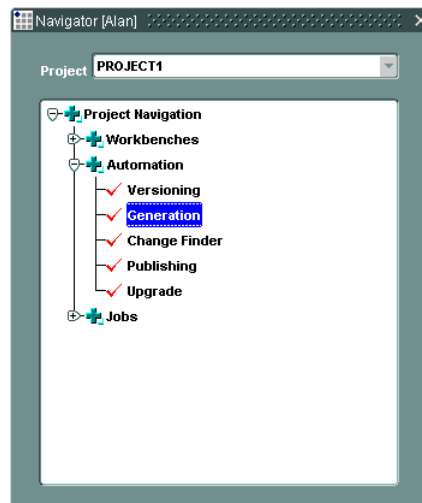 Navigator [Alan]
Project PROJECT1
Project Navigation
Workbenches
Automation
Versioning
Generation
Change Finder
Publishing
Upgrade
Jobs